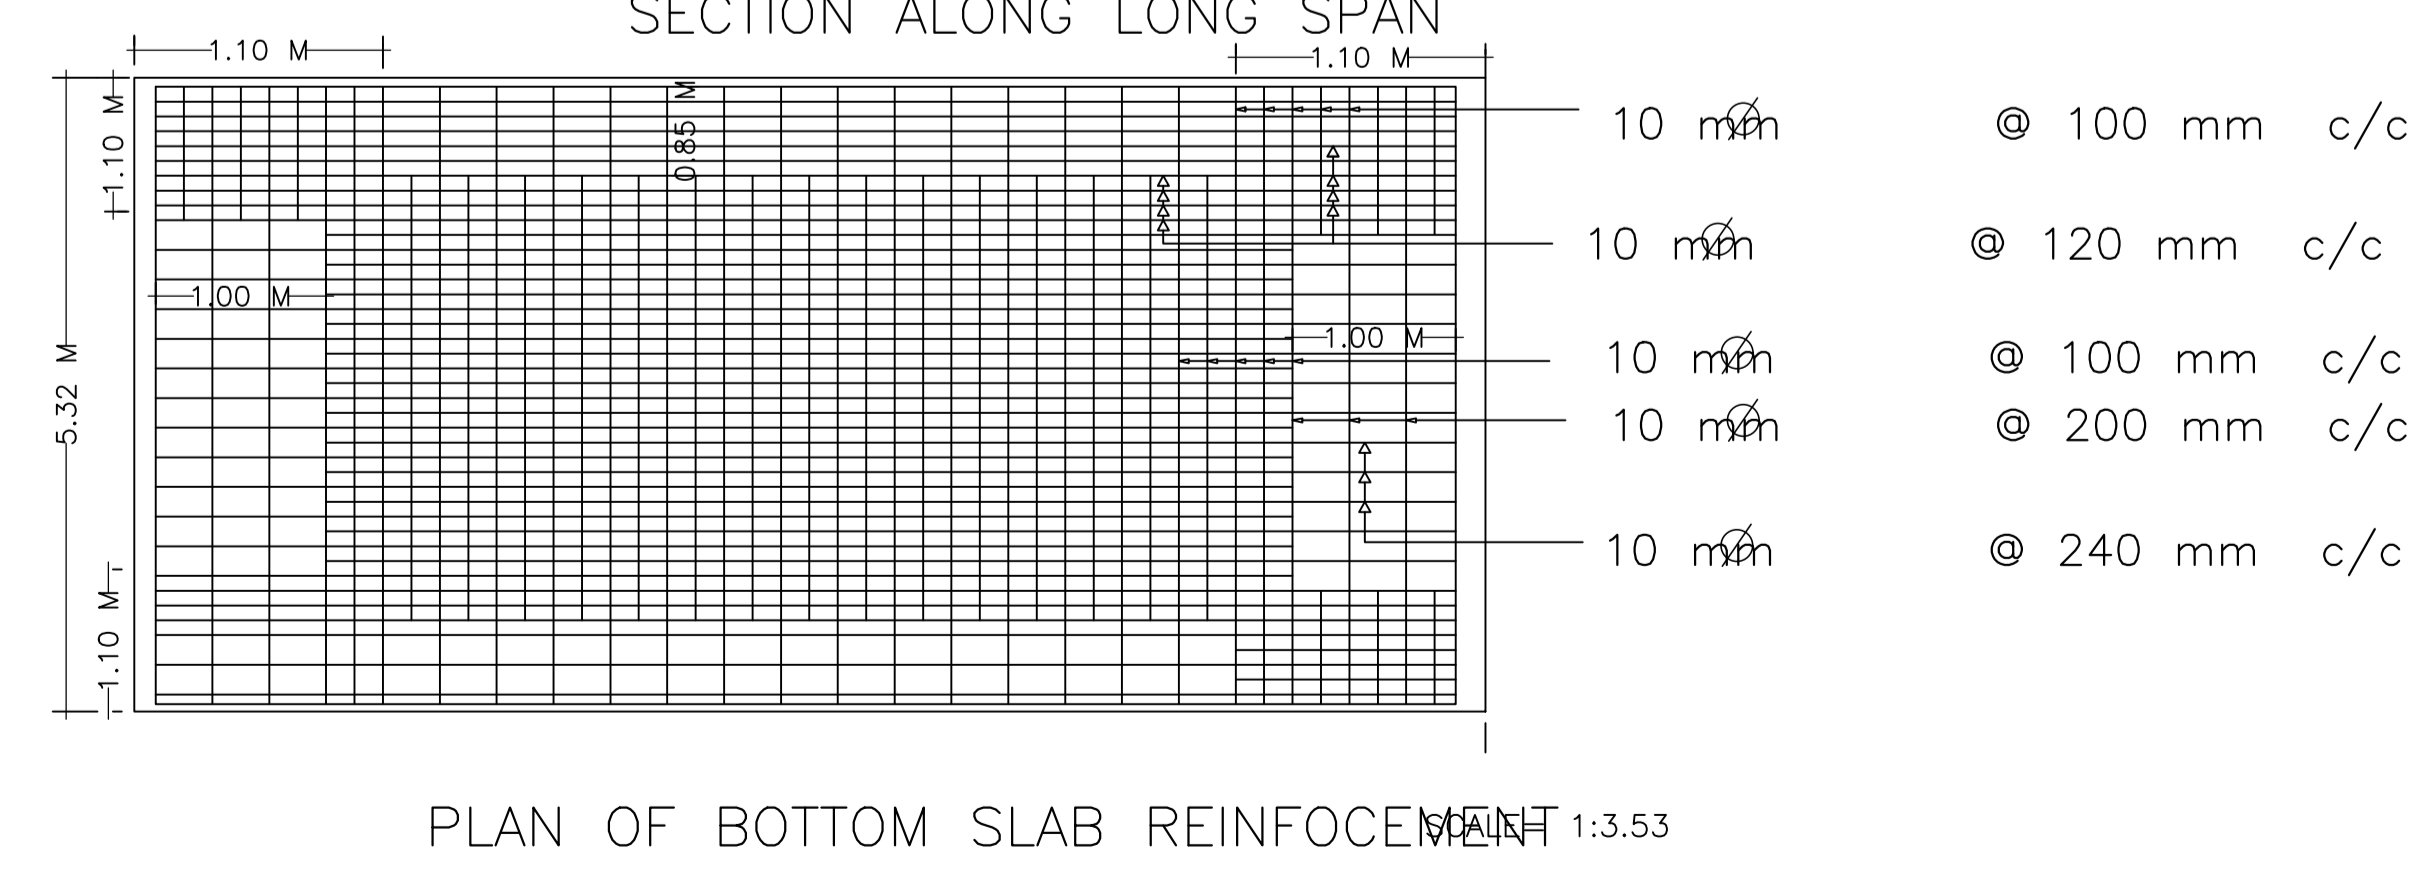 SECTION ALONG LONG SPAN
1.10 M
1.10 M
1.10 M
0.85 M
10 mm Ø @ 100 mm c/c
10 mm Ø @ 120 mm c/c
1.00 M
1.00 M
5.32 M
10 mm Ø @ 100 mm c/c
10 mm Ø @ 200 mm c/c
10 mm Ø @ 240 mm c/c
1.10 M
PLAN OF BOTTOM SLAB REINFOCEMENT
SCALE= 1:3.53